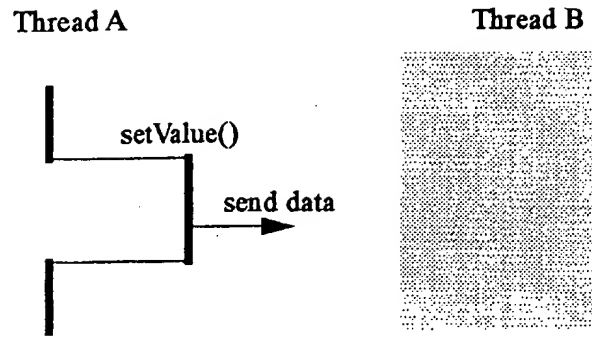 Thread A
Thread B
setValue()
send data